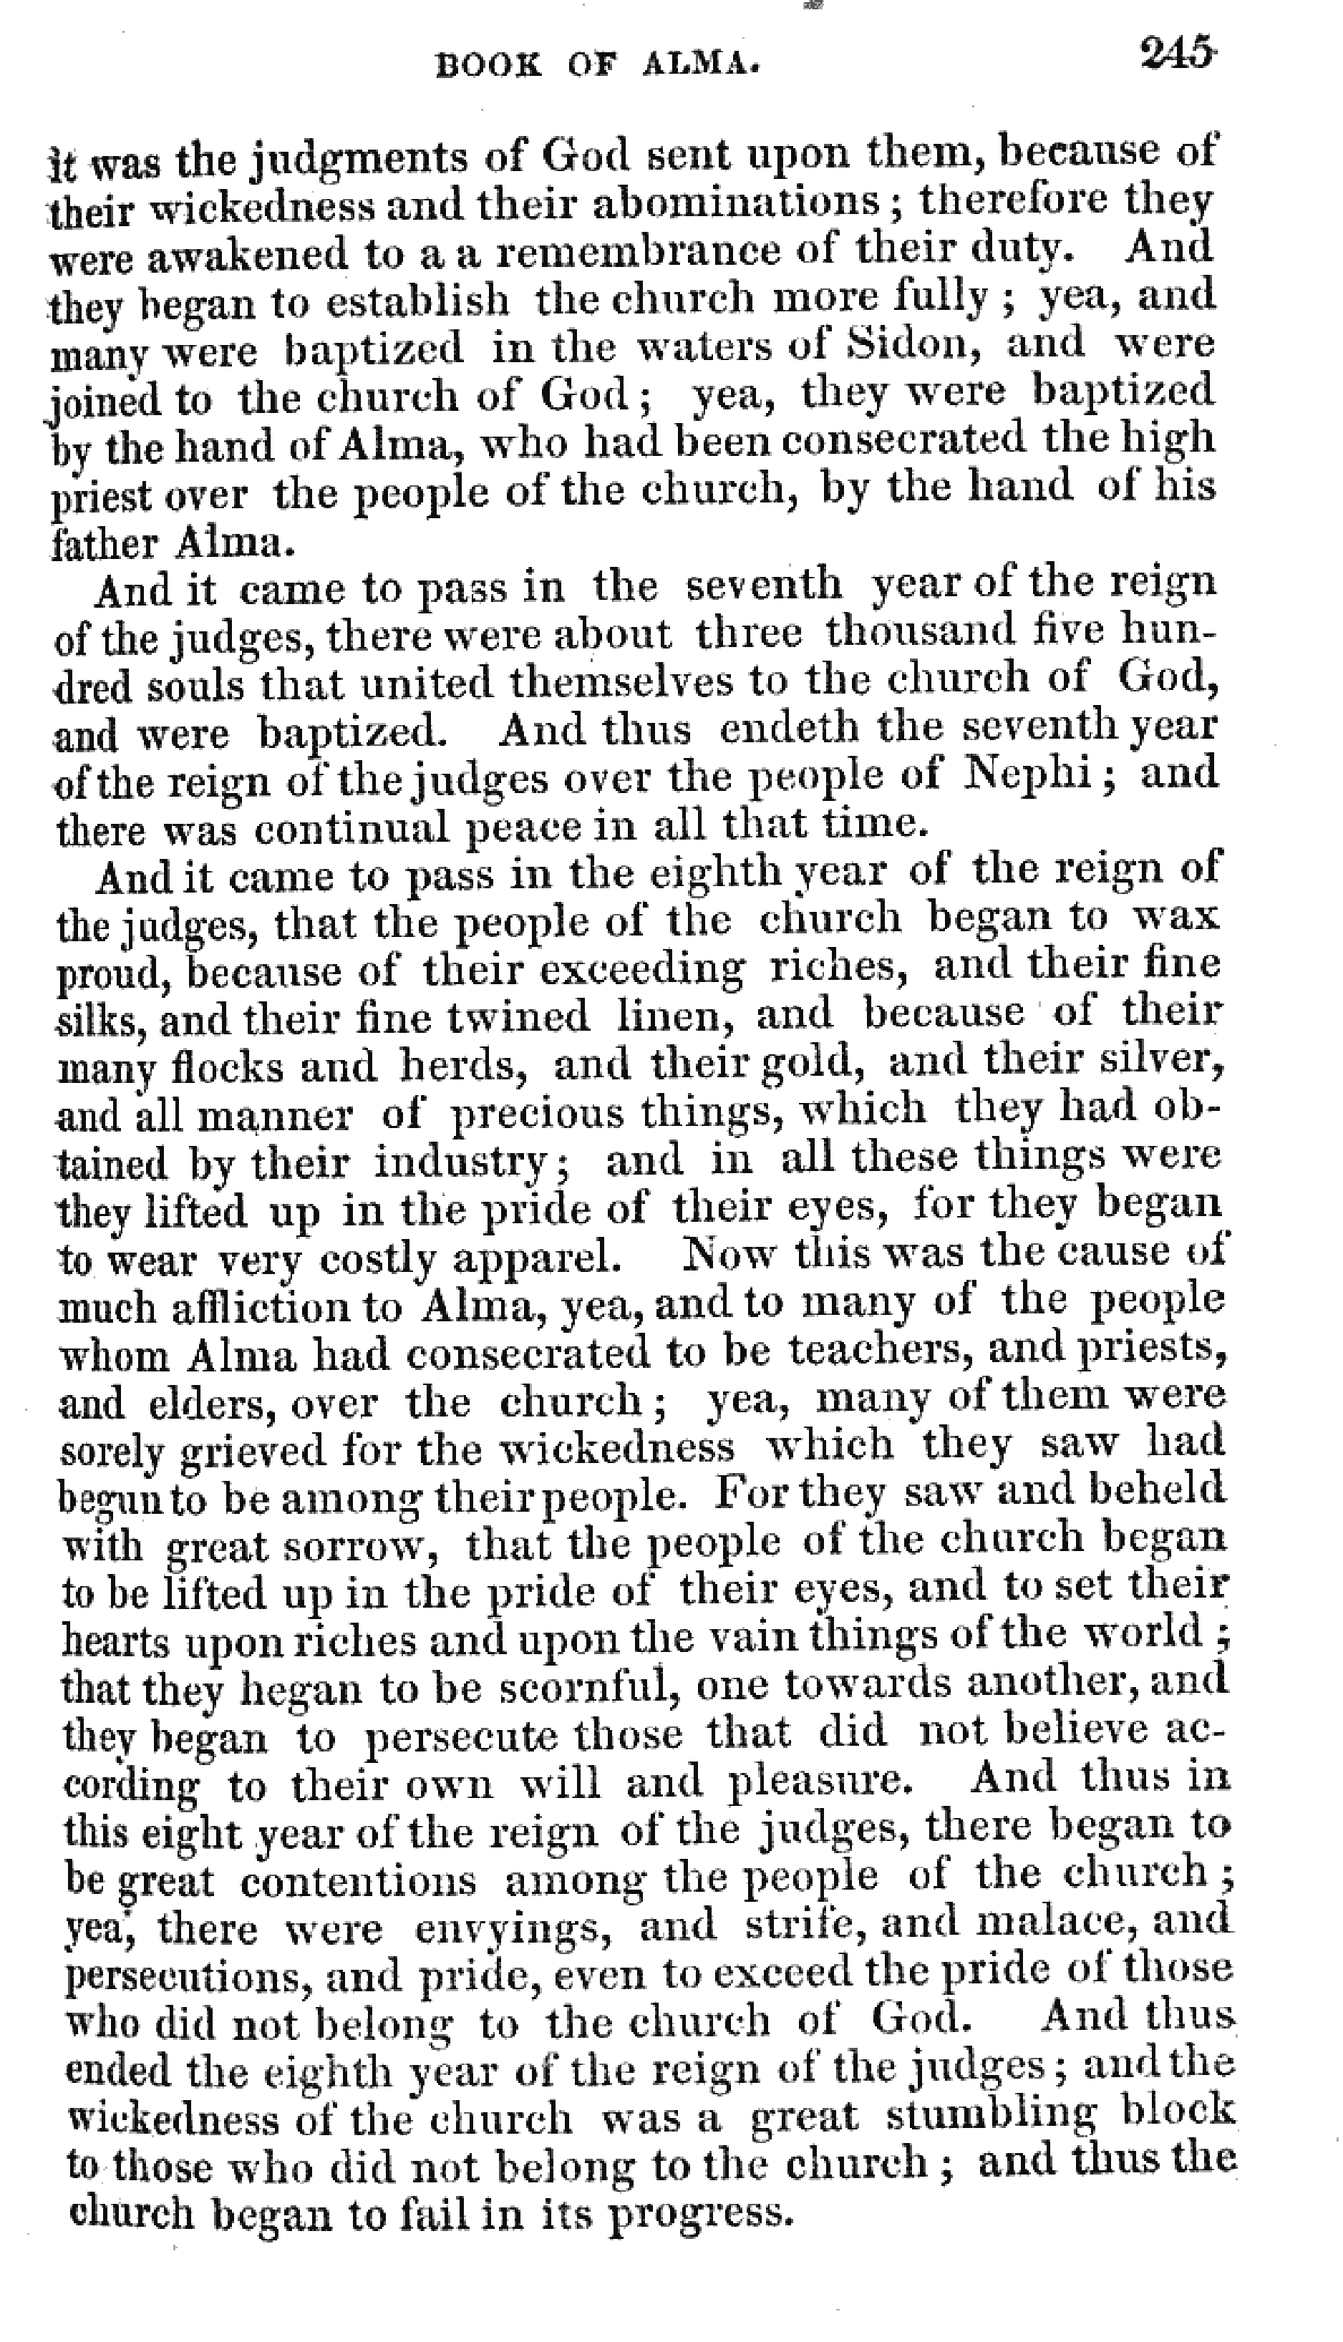 BOOK OF ALMA. 245
it was the judgments of God sent upon them, because of
their wickedness and their abominations; therefore they
were awakened to a a remembrance of their duty. And
they began to establish the church more fully; yea, and
many were baptized in the waters of Sidon, and were
joined to the church of God; yea, they were baptized
by the hand of Alma, who had been consecrated the high
priest over the people of the church, by the hand of his
father Alma.
And it came to pass in the seventh year of the reign
of the judges, there were about three thousand five hun-
dred souls that united themselves to the church of God,
and were baptized. And thus endeth the seventh year
of the reign of the judges over the people of Nephi; and
there was continual peace in all that time.
And it came to pass in the eighth year of the reign of
the judges, that the people of the church began to wax
proud, because of their exceeding riches, and their fine
silks, and their fine twined linen, and because of their
many flocks and herds, and their gold, and their silver,
and all manner of precious things, which they had ob-
tained by their industry; and in all these things were
they lifted up in the pride of their eyes, for they began
to wear very costly apparel. Now this was the cause of
much affliction to Alma, yea, and to many of the people
whom Alma had consecrated to be teachers, and priests,
and elders, over the church; yea, many of them were
sorely grieved for the wickedness which they saw had
begun to be among their people. For they saw and beheld
with great sorrow, that the people of the church began
to be lifted up in the pride of their eyes, and to set their
hearts upon riches and upon the vain things of the world;
that they hegan to be scornful, one towards another, and
they began to persecute those that did not believe ac-
cording to their own will and pleasure. And thus in
this eight year of the reign of the judges, there began to
be great contentions among the people of the church;
yea, there were envyings, and strife, and malace, and
persecutions, and pride, even to exceed the pride of those
who did not belong to the church of God. And thus
ended the eighth year of the reign of the judges; and the
wickedness of the church was a great stumbling block
to those who did not belong to the church; and thus the
church began to fail in its progress.